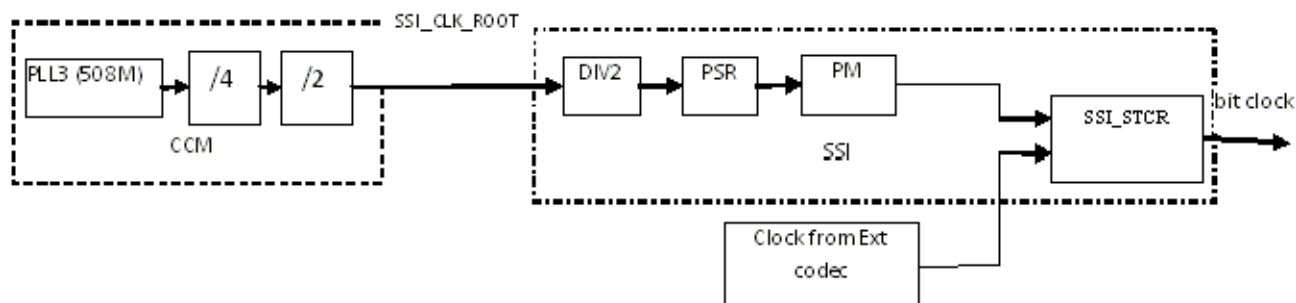 SSI_CLK_ROOT
PLL3 (508M)
/4
/2
CCM
DIV2
PSR
PM
SSI
SSI_STCR
bit clock
Clock from Ext
codec